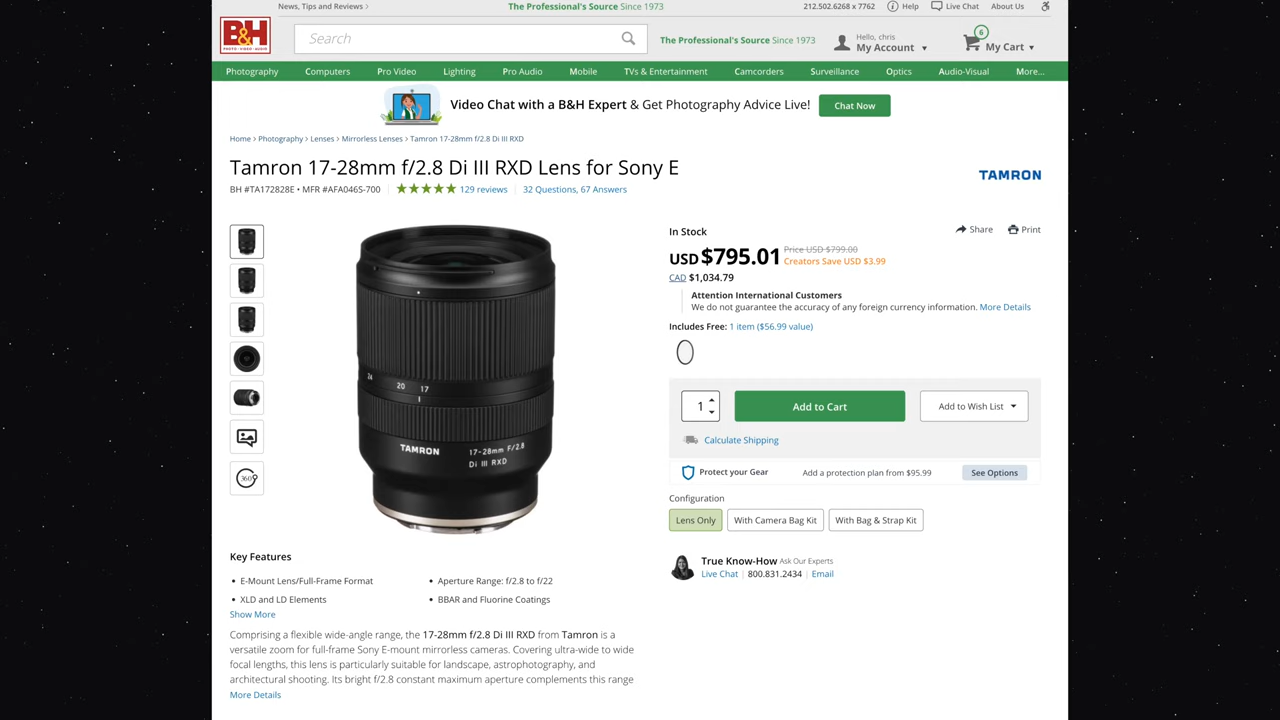 News, Tips and Reviews >
The Professional's Source Since 1973
212.502.6268 x 7762
Help
Live Chat
About Us
B&H
PHOTO · VIDEO · AUDIO
Search
The Professional's Source Since 1973
Hello, chris
My Account ▼
6
My Cart ▼
Photography
Computers
Pro Video
Lighting
Pro Audio
Mobile
TVs & Entertainment
Camcorders
Surveillance
Optics
Audio-Visual
More...
Video Chat with a B&H Expert & Get Photography Advice Live!
Chat Now
Home > Photography > Lenses > Mirrorless Lenses > Tamron 17-28mm f/2.8 Di III RXD
Tamron 17-28mm f/2.8 Di III RXD Lens for Sony E
BH #TA172828E • MFR #AFA046S-700
129 reviews
32 Questions, 67 Answers
TAMRON
In Stock
Share
Print
USD $795.01
Price USD $799.00
Creators Save USD $3.99
CAD $1,034.79
Attention International Customers
We do not guarantee the accuracy of any foreign currency information. More Details
Includes Free: 1 item ($56.99 value)
1
Add to Cart
Add to Wish List
Calculate Shipping
Protect your Gear
Add a protection plan from $95.99
See Options
Configuration
Lens Only
With Camera Bag Kit
With Bag & Strap Kit
True Know-How Ask Our Experts
Live Chat | 800.831.2434 | Email
360°
20 17
TAMRON
17-28mm F/2.8
Di III RXD
Key Features
• E-Mount Lens/Full-Frame Format
• Aperture Range: f/2.8 to f/22
• XLD and LD Elements
• BBAR and Fluorine Coatings
Show More
Comprising a flexible wide-angle range, the 17-28mm f/2.8 Di III RXD from Tamron is a
versatile zoom for full-frame Sony E-mount mirrorless cameras. Covering ultra-wide to wide
focal lengths, this lens is particularly suitable for landscape, astrophotography, and
architectural shooting. Its bright f/2.8 constant maximum aperture complements this range
More Details